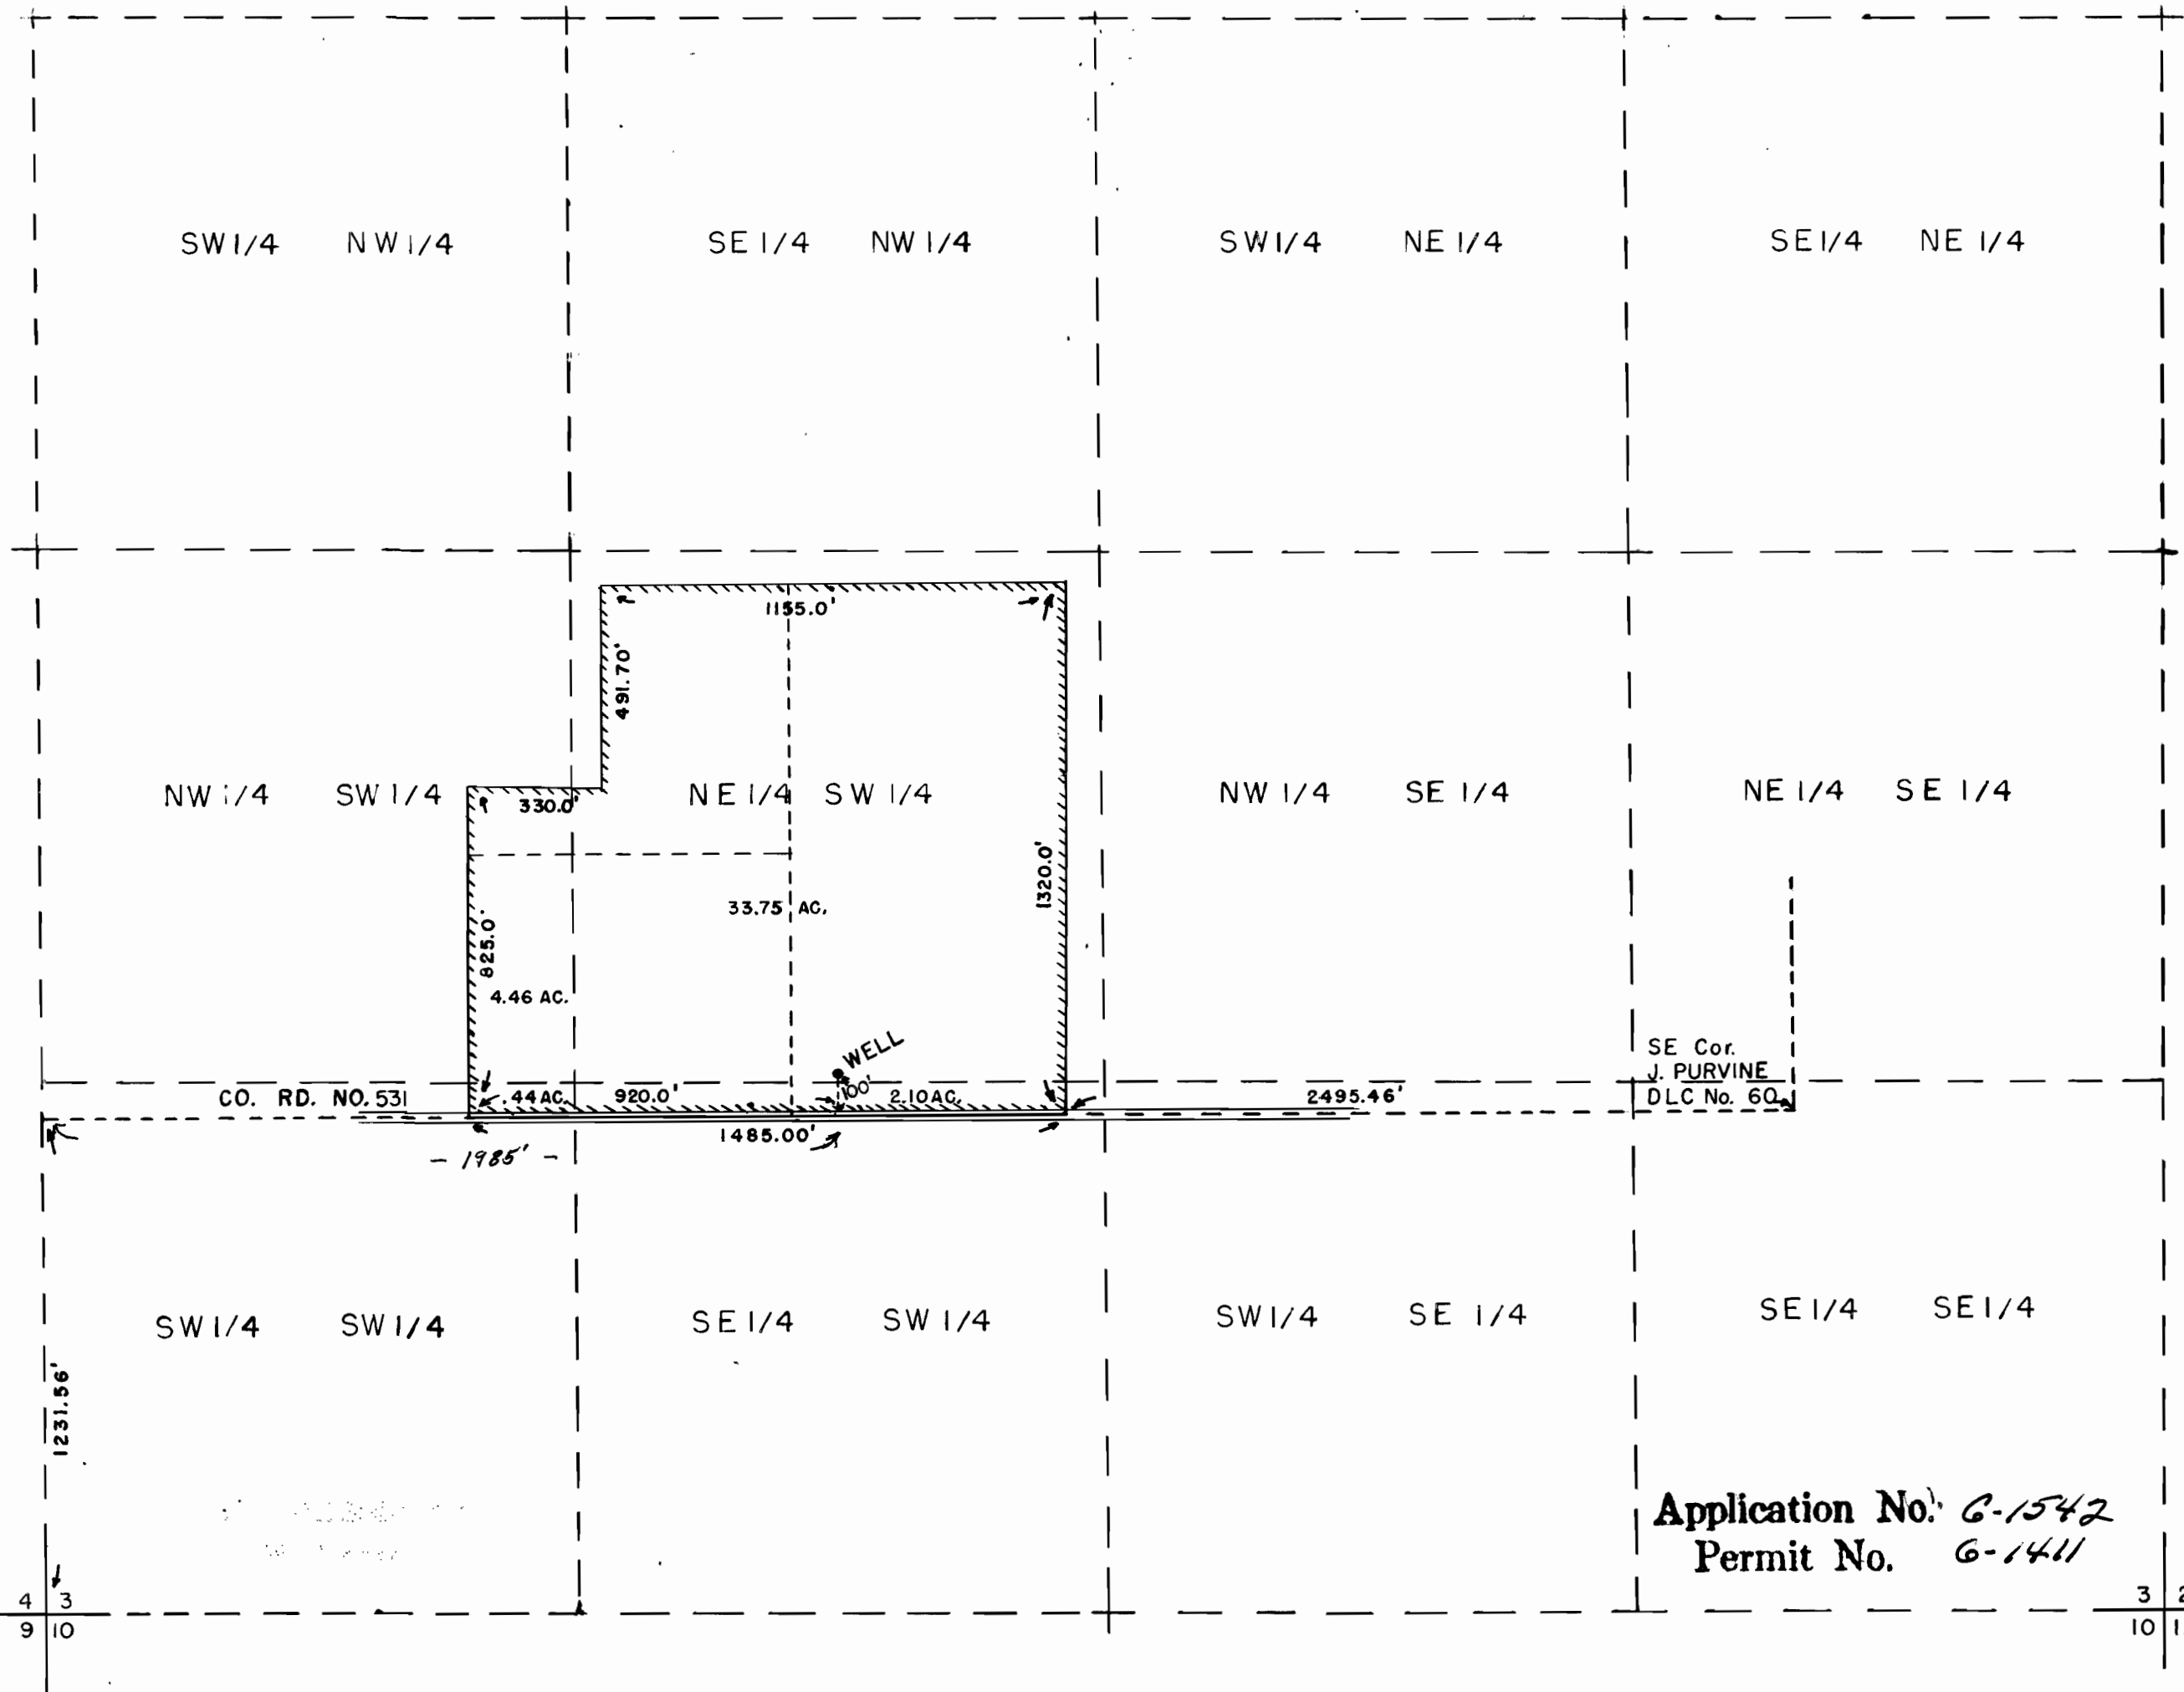 SW 1/4 NW 1/4
SE 1/4 NW 1/4
SW 1/4 NE 1/4
SE 1/4 NE 1/4
1155.0'
491.70'
NW 1/4 SW 1/4
330.0'
NE 1/4 SW 1/4
NW 1/4 SE 1/4
NE 1/4 SE 1/4
1320.0'
33.75 AC.
825.0'
4.46 AC.
WELL
100'
SE Cor.
J. PURVINE
DLC No. 60
CO. RD. NO. 531
.44 AC.
920.0'
2.10 AC.
2495.46'
1485.00'
- 1985' -
SW 1/4 SW 1/4
SE 1/4 SW 1/4
SW 1/4 SE 1/4
SE 1/4 SE 1/4
1231.56'
Application No. G-1542
Permit No. G-1411
4 3
9 10
3 2
10 1